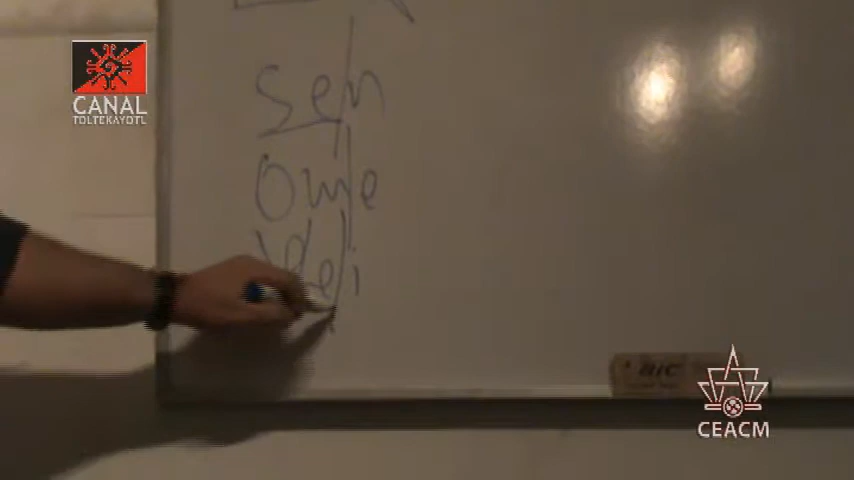 CANAL
TOLTEKAYOTL
Sen
Ome
BIC
CEACM